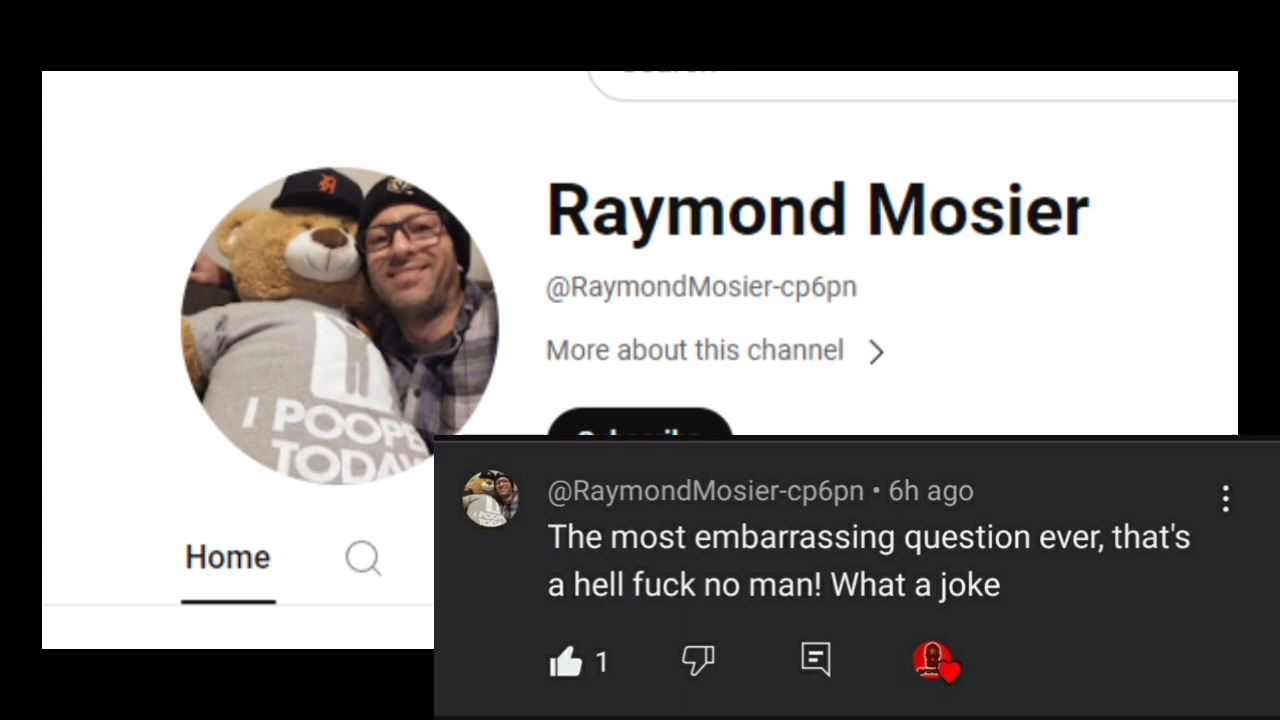 Raymond Mosier
@RaymondMosier-cp6pn
More about this channel
I POOPE
TODAY
Home
@RaymondMosier-cp6pn • 6h ago
The most embarrassing question ever, that's
a hell fuck no man! What a joke
1